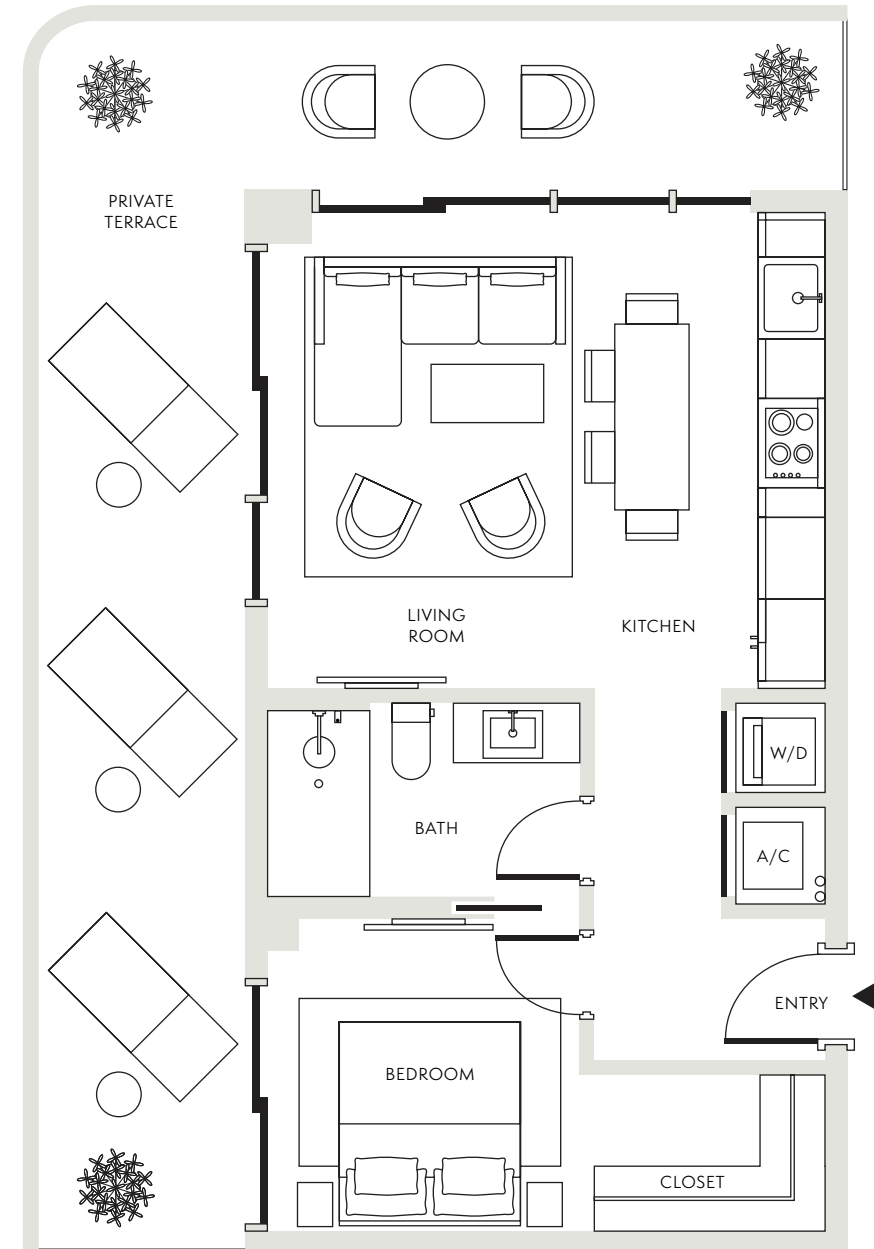 PRIVATE
TERRACE
LIVING
ROOM
KITCHEN
W/D
BATH
A/C
ENTRY
BEDROOM
CLOSET